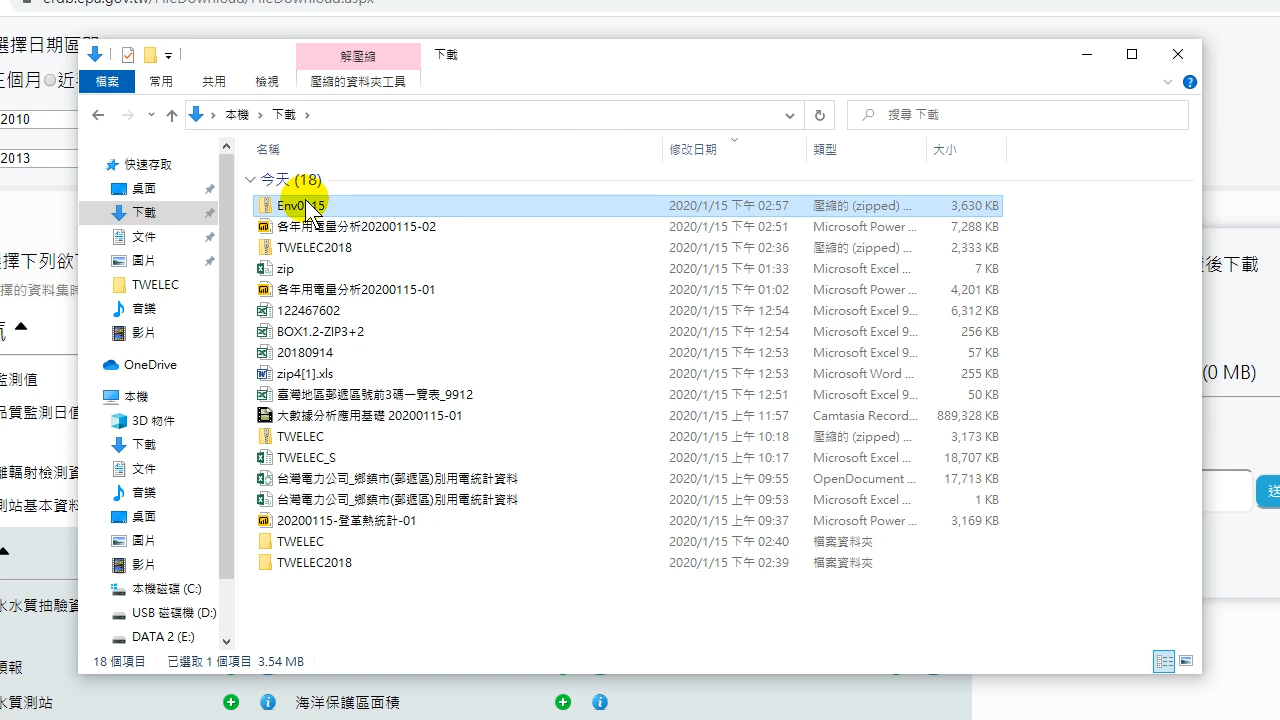 erdb.epa.gov.tw/FileDownload/FileDownload.aspx
選擇日期區間
三個月 近
2010
2013
解壓縮
下載
檔案
常用
共用
檢視
壓縮的資料夾工具
本機 > 下載 >
搜尋 下載
名稱 修改日期 類型 大小
今天 (18)
Env0115 2020/1/15 下午 02:57 壓縮的 (zipped) ... 3,630 KB
各年用電量分析20200115-02 2020/1/15 下午 02:51 Microsoft Power ... 7,288 KB
TWELEC2018 2020/1/15 下午 02:36 壓縮的 (zipped) ... 2,333 KB
zip 2020/1/15 下午 01:33 Microsoft Excel ... 7 KB
各年用電量分析20200115-01 2020/1/15 下午 01:02 Microsoft Power ... 4,201 KB
122467602 2020/1/15 下午 12:54 Microsoft Excel 9... 6,312 KB
BOX1.2-ZIP3+2 2020/1/15 下午 12:54 Microsoft Excel 9... 256 KB
20180914 2020/1/15 下午 12:53 Microsoft Excel 9... 57 KB
zip4[1].xls 2020/1/15 下午 12:53 Microsoft Word ... 255 KB
臺灣地區郵遞區號前3碼一覽表_9912 2020/1/15 下午 12:51 Microsoft Excel 9... 50 KB
大數據分析應用基礎 20200115-01 2020/1/15 上午 11:57 Camtasia Record... 889,328 KB
TWELEC 2020/1/15 上午 10:18 壓縮的 (zipped) ... 3,173 KB
TWELEC_S 2020/1/15 上午 10:17 Microsoft Excel ... 18,707 KB
台灣電力公司_鄉鎮市(郵遞區)別用電統計資料 2020/1/15 上午 09:55 OpenDocument ... 17,713 KB
台灣電力公司_鄉鎮市(郵遞區)別用電統計資料 2020/1/15 上午 09:53 Microsoft Excel ... 1 KB
20200115-登革熱統計-01 2020/1/15 上午 09:37 Microsoft Power ... 3,169 KB
TWELEC 2020/1/15 下午 02:40 檔案資料夾
TWELEC2018 2020/1/15 下午 02:39 檔案資料夾
快速存取
桌面
下載
文件
圖片
TWELEC
音樂
影片
OneDrive
本機
3D 物件
下載
文件
音樂
桌面
圖片
影片
本機磁碟 (C:)
USB 磁碟機 (D:)
DATA 2 (E:)
18 個項目 已選取 1 個項目 3.54 MB
選擇下列欲下
擇的資料集時
監測值
品質監測日值
離輻射檢測資
測站基本資料
水水質抽驗資
預報
水質測站
海洋保護區面積
後下載
(0 MB)
送